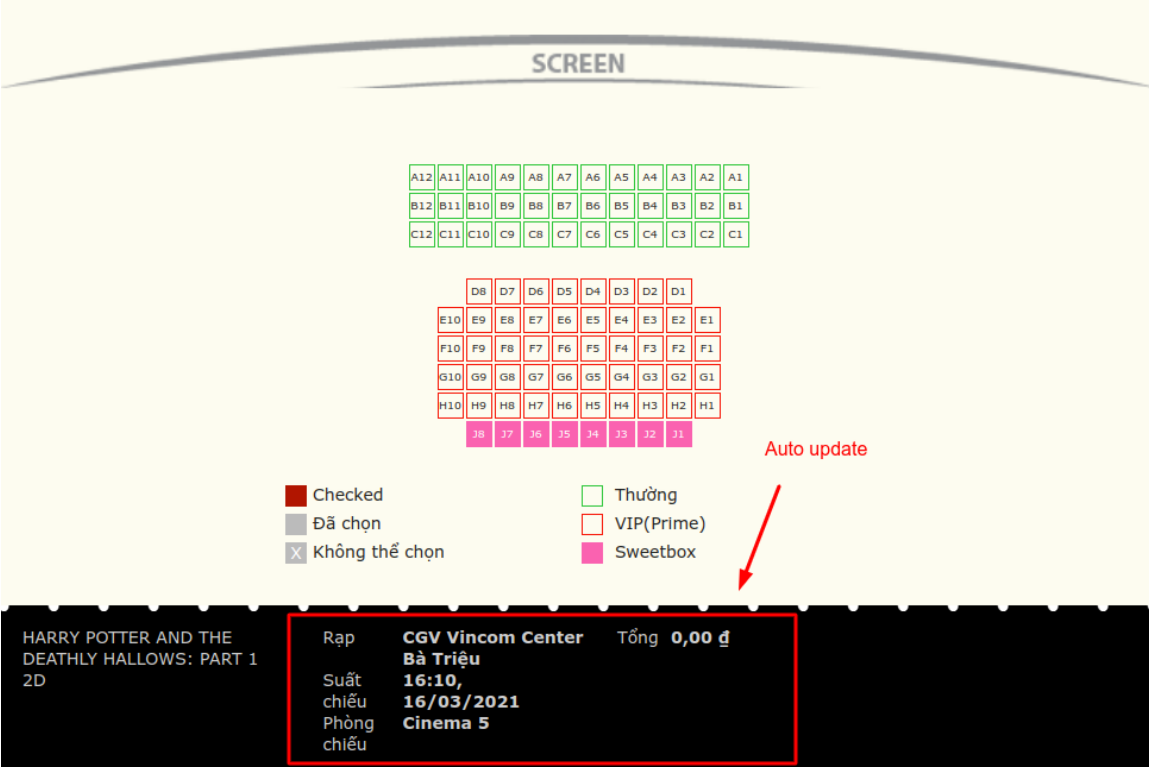 SCREEN
A12 A11 A10 A9 A8 A7 A6 A5 A4 A3 A2 A1
B12 B11 B10 B9 B8 B7 B6 B5 B4 B3 B2 B1
C12 C11 C10 C9 C8 C7 C6 C5 C4 C3 C2 C1
D8 D7 D6 D5 D4 D3 D2 D1
E10 E9 E8 E7 E6 E5 E4 E3 E2 E1
F10 F9 F8 F7 F6 F5 F4 F3 F2 F1
G10 G9 G8 G7 G6 G5 G4 G3 G2 G1
H10 H9 H8 H7 H6 H5 H4 H3 H2 H1
J8 J7 J6 J5 J4 J3 J2 J1
Auto update
Checked
Đã chọn
X Không thể chọn
Thường
VIP(Prime)
Sweetbox
HARRY POTTER AND THE
DEATHLY HALLOWS: PART 1
2D
Rạp CGV Vincom Center
Bà Triệu
Suất 16:10,
chiếu 16/03/2021
Phòng Cinema 5
chiếu
Tổng 0,00 ₫